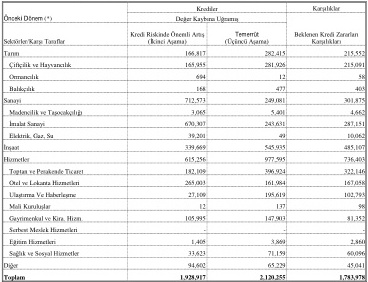 Krediler Karşılıklar
Önceki Dönem (*) Değer Kaybına Uğramış
Sektörler/Karşı Taraflar Kredi Riskinde Önemli Artış (İkinci Aşama) Temerrüt (Üçüncü Aşama) Beklenen Kredi Zararları Karşılıkları
Tarım 166,817 282,415 215,552
Çiftçilik ve Hayvancılık 165,955 281,926 215,091
Ormancılık 694 12 58
Balıkçılık 168 477 403
Sanayi 712,573 249,081 301,875
Madencilik ve Taşocakçılığı 3,065 5,401 4,662
İmalat Sanayi 670,307 243,631 287,151
Elektrik, Gaz, Su 39,201 49 10,062
İnşaat 339,669 545,935 485,107
Hizmetler 615,256 977,595 736,403
Toptan ve Perakende Ticaret 182,109 396,924 322,146
Otel ve Lokanta Hizmetleri 265,003 161,984 167,058
Ulaştırma Ve Haberleşme 27,109 195,619 102,793
Mali Kuruluşlar 12 137 98
Gayrimenkul ve Kira. Hizm. 105,995 147,903 81,352
Serbest Meslek Hizmetleri - - -
Eğitim Hizmetleri 1,405 3,869 2,860
Sağlık ve Sosyal Hizmetler 33,623 71,159 60,096
Diğer 94,602 65,229 45,041
Toplam 1,928,917 2,120,255 1,783,978